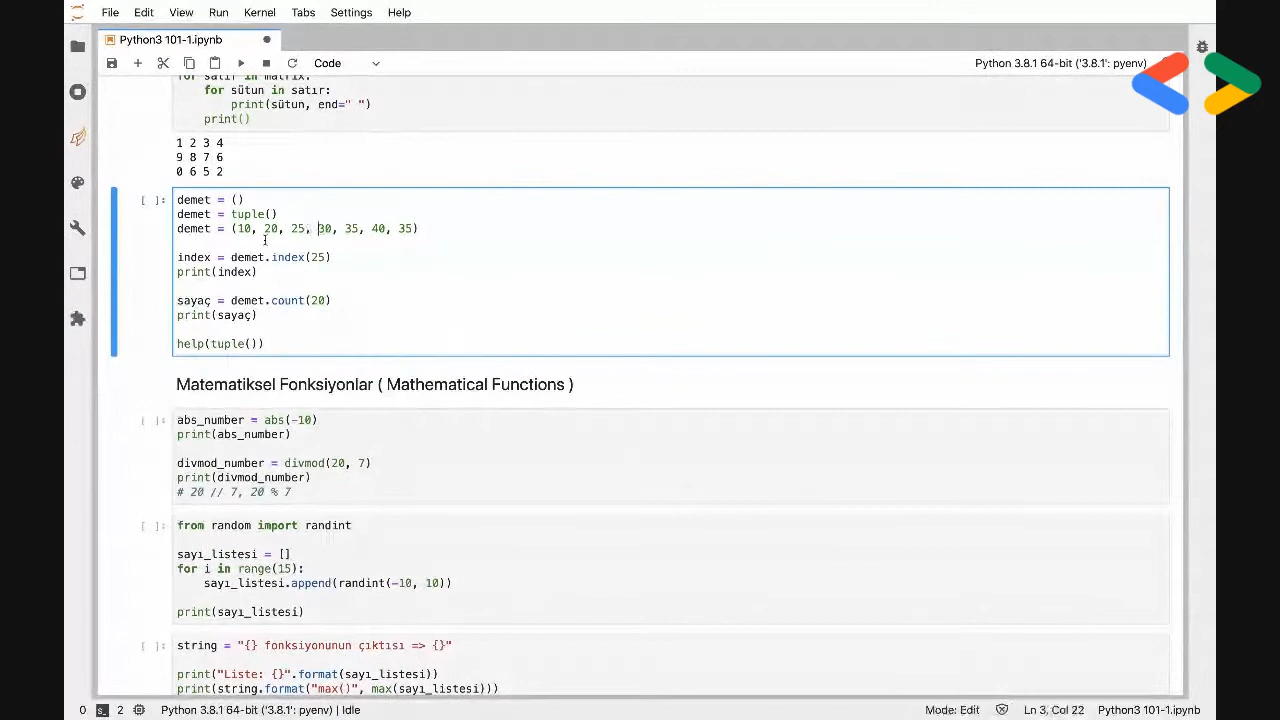 File Edit View Run Kernel Tabs Settings Help
Python3 101-1.ipynb
Code
Python 3.8.1 64-bit ('3.8.1': pyenv)
for satır in matrix:
for sütun in satır:
print(sütun, end=" ")
print()
1 2 3 4
9 8 7 6
0 6 5 2
[ ]:
demet = ()
demet = tuple()
demet = (10, 20, 25, 30, 35, 40, 35)
index = demet.index(25)
print(index)
sayaç = demet.count(20)
print(sayaç)
help(tuple())
Matematiksel Fonksiyonlar ( Mathematical Functions )
[ ]:
abs_number = abs(-10)
print(abs_number)
divmod_number = divmod(20, 7)
print(divmod_number)
# 20 // 7, 20 % 7
[ ]:
from random import randint
sayı_listesi = []
for i in range(15):
sayı_listesi.append(randint(-10, 10))
print(sayı_listesi)
[ ]:
string = "{} fonksiyonunun çıktısı => {}"
print("Liste: {}".format(sayı_listesi))
print(string.format("max()", max(sayı_listesi)))
0 2 Python 3.8.1 64-bit ('3.8.1': pyenv) | Idle
Mode: Edit Ln 3, Col 22 Python3 101-1.ipynb